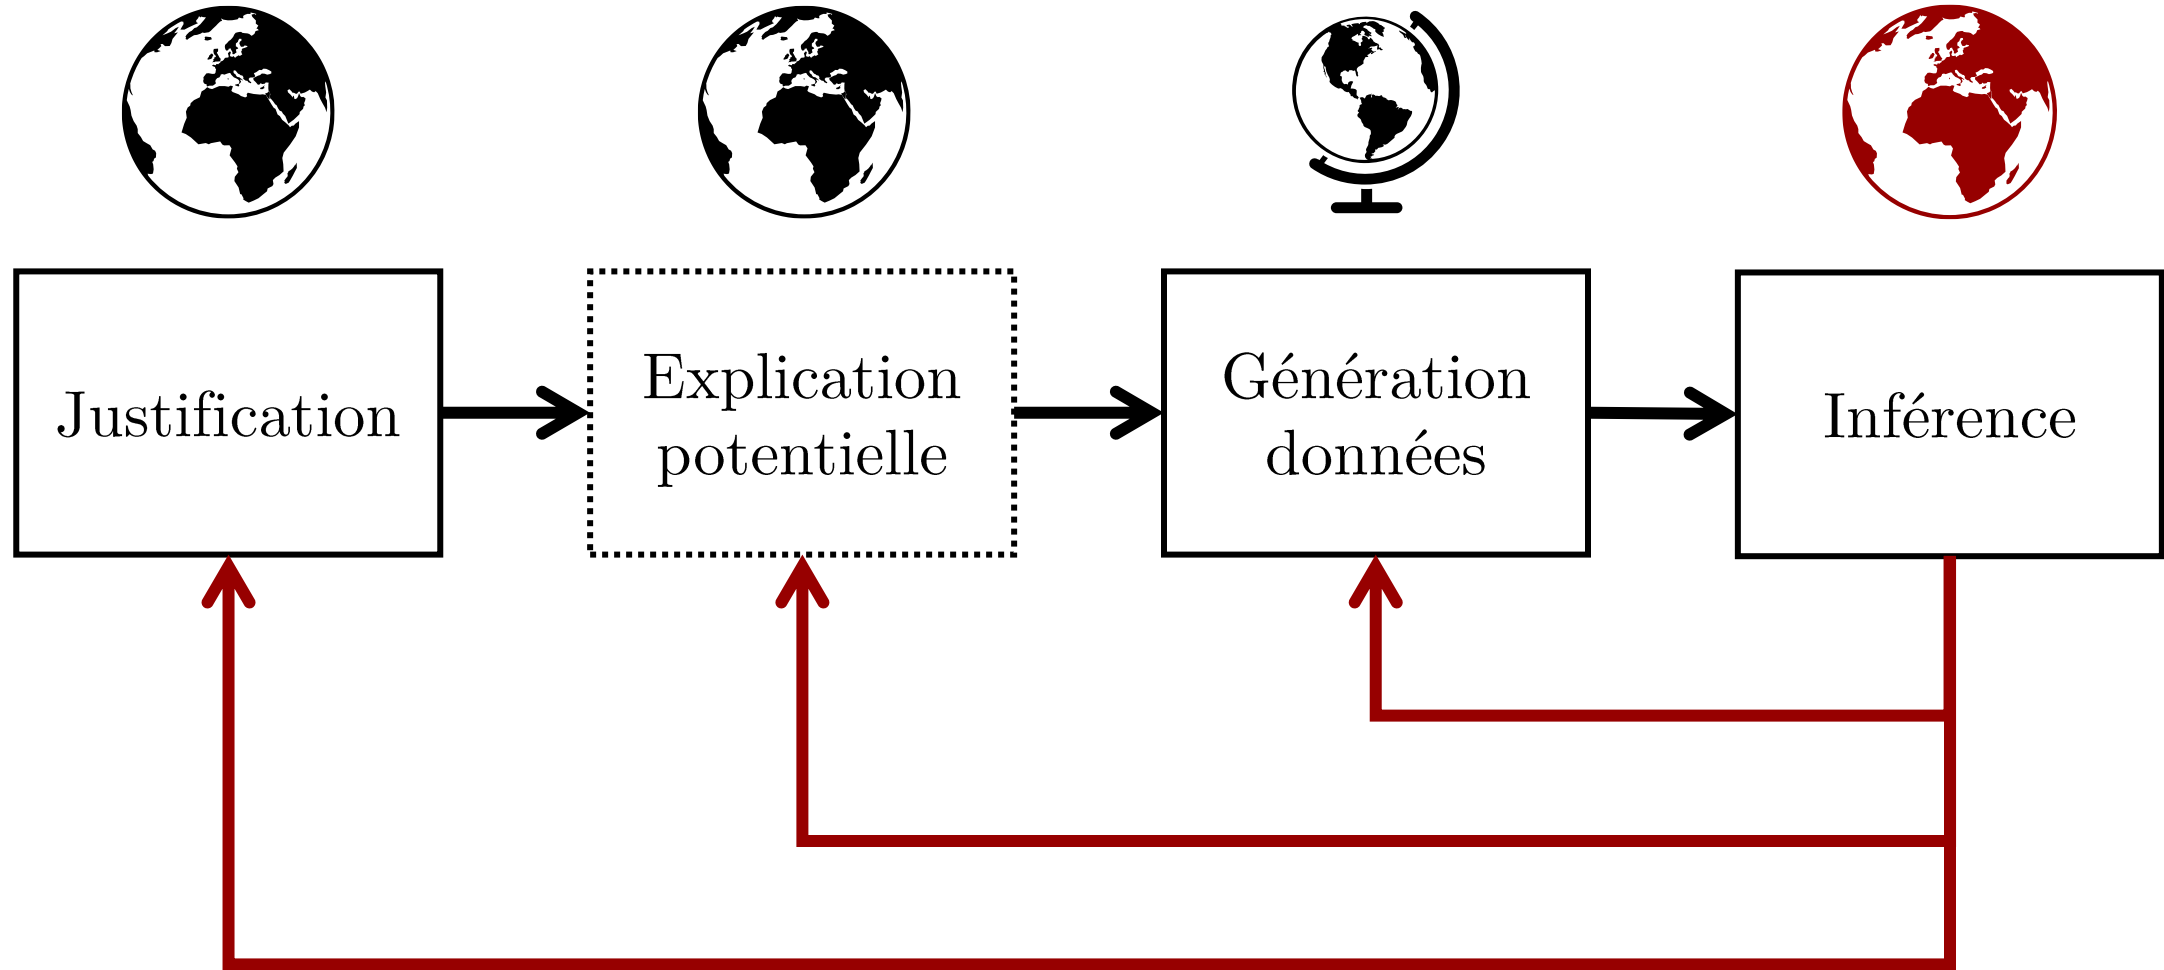 Justification
Explication
potentielle
Génération
données
Inférence